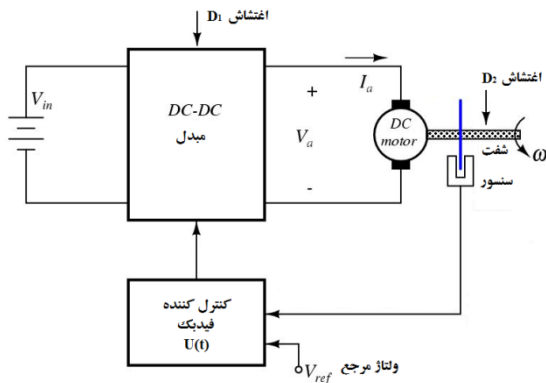 اغتشاش D1
اغتشاش D2
Vin
DC-DC
مبدل
+
Va
-
Ia
DC
motor
شفت
سنسور
ω
کنترل کننده
فیدبک
U(t)
ولتاژ مرجع Vref